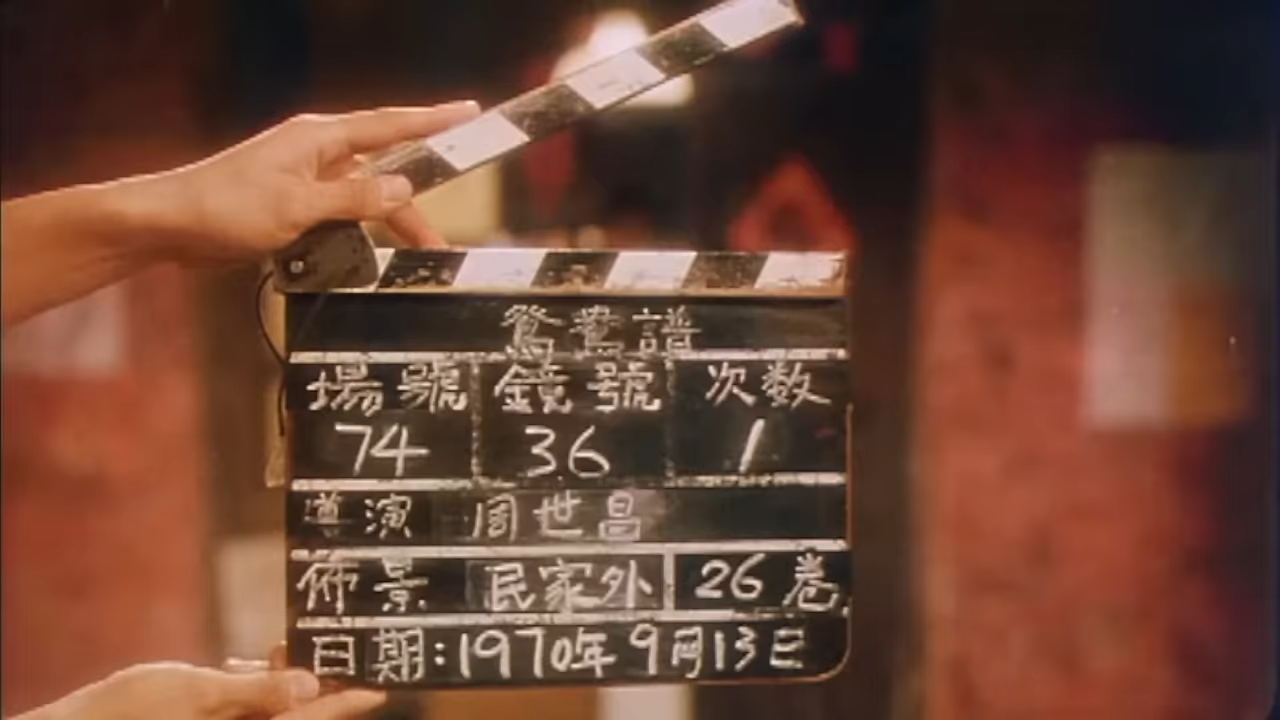 鴛鴦譜
場號 鏡號 次数
74 36 1
導演 周世昌
佈景 民家外 26卷
日期:1970年9月13日